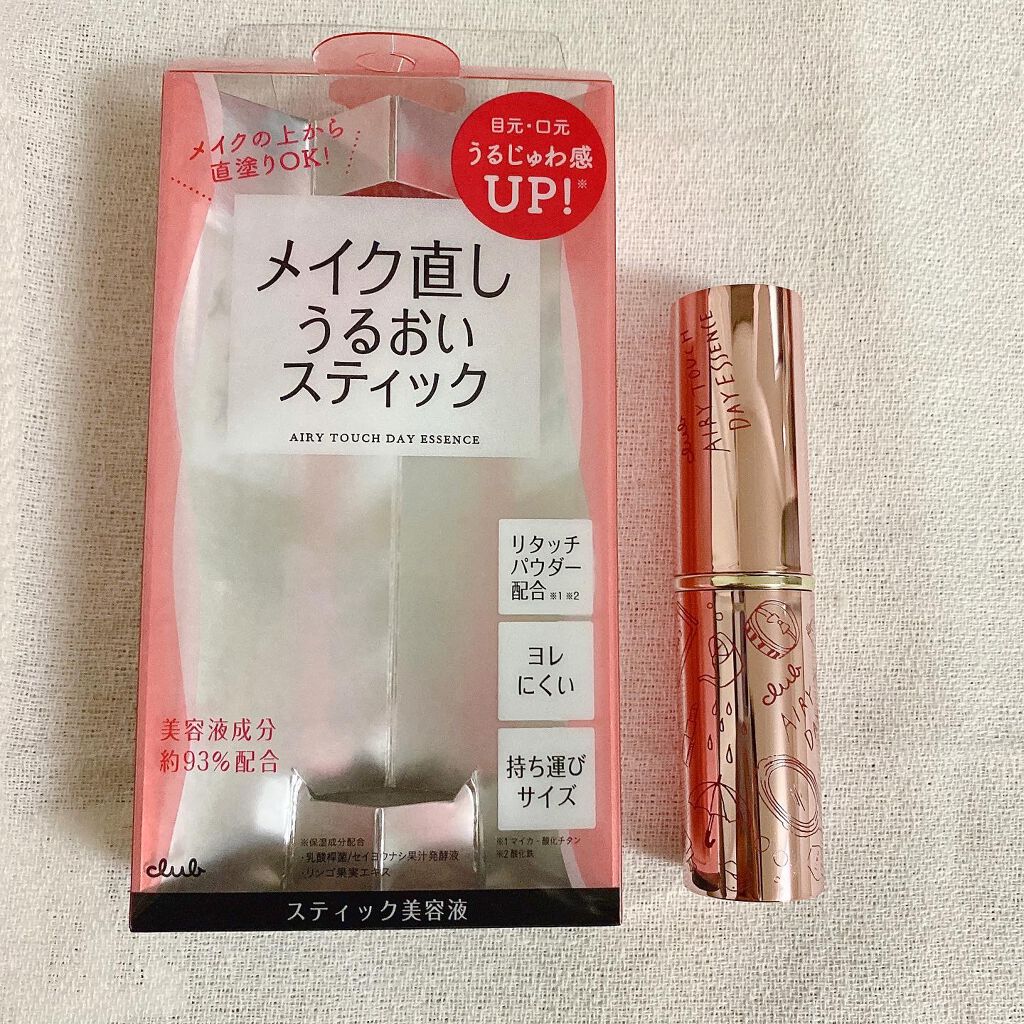 メイクの上から
直塗りOK!
目元・口元
うるじゅわ感
UP!※
メイク直し
うるおい
スティック
AIRY TOUCH DAY ESSENCE
リタッチ
パウダー
配合※1 ※2
ヨレ
にくい
持ち運び
サイズ
美容液成分
約93%配合
※保湿成分配合
・乳酸桿菌/セイヨウナシ果汁発酵液
・リンゴ果実エキス
※1 マイカ・酸化チタン
※2 酸化鉄
club
スティック美容液
club
AIRY TOUCH
DAY ESSENCE
club
AIRY
DA